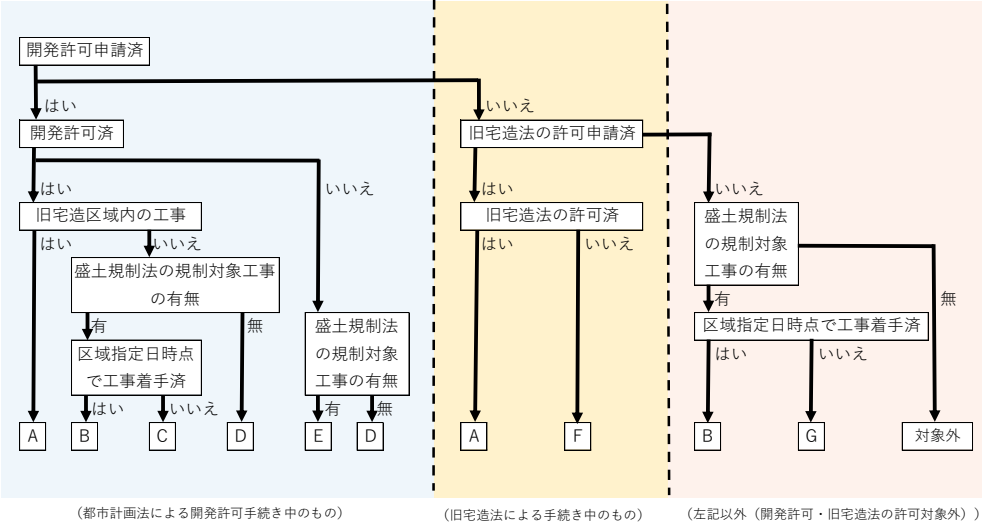 開発許可申請済
はい
いいえ
開発許可済
旧宅造法の許可申請済
はい
いいえ
はい
いいえ
旧宅造区域内の工事
旧宅造法の許可済
盛土規制法
の規制対象
工事の有無
はい
いいえ
はい
いいえ
盛土規制法の規制対象工事
の有無
有
無
有
無
盛土規制法
の規制対象
工事の有無
区域指定日時点で工事着手済
区域指定日時点
で工事着手済
はい
いいえ
はい
いいえ
有
無
A
B
C
D
E
D
A
F
B
G
対象外
（都市計画法による開発許可手続き中のもの）
（旧宅造法による手続き中のもの）
（左記以外（開発許可・旧宅造法の許可対象外））